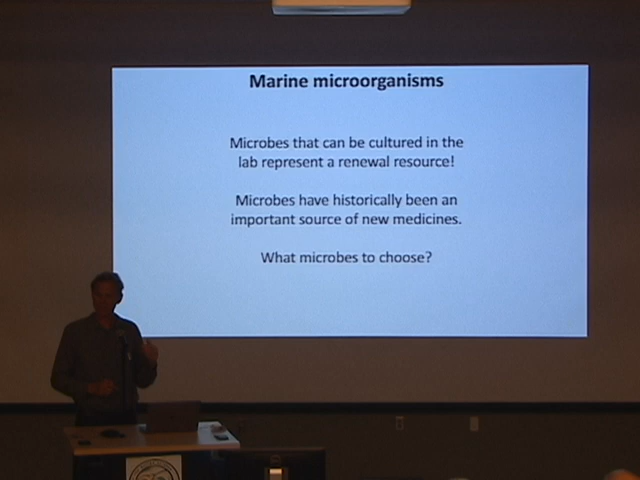 Marine microorganisms
Microbes that can be cultured in the
lab represent a renewal resource!
Microbes have historically been an
important source of new medicines.
What microbes to choose?